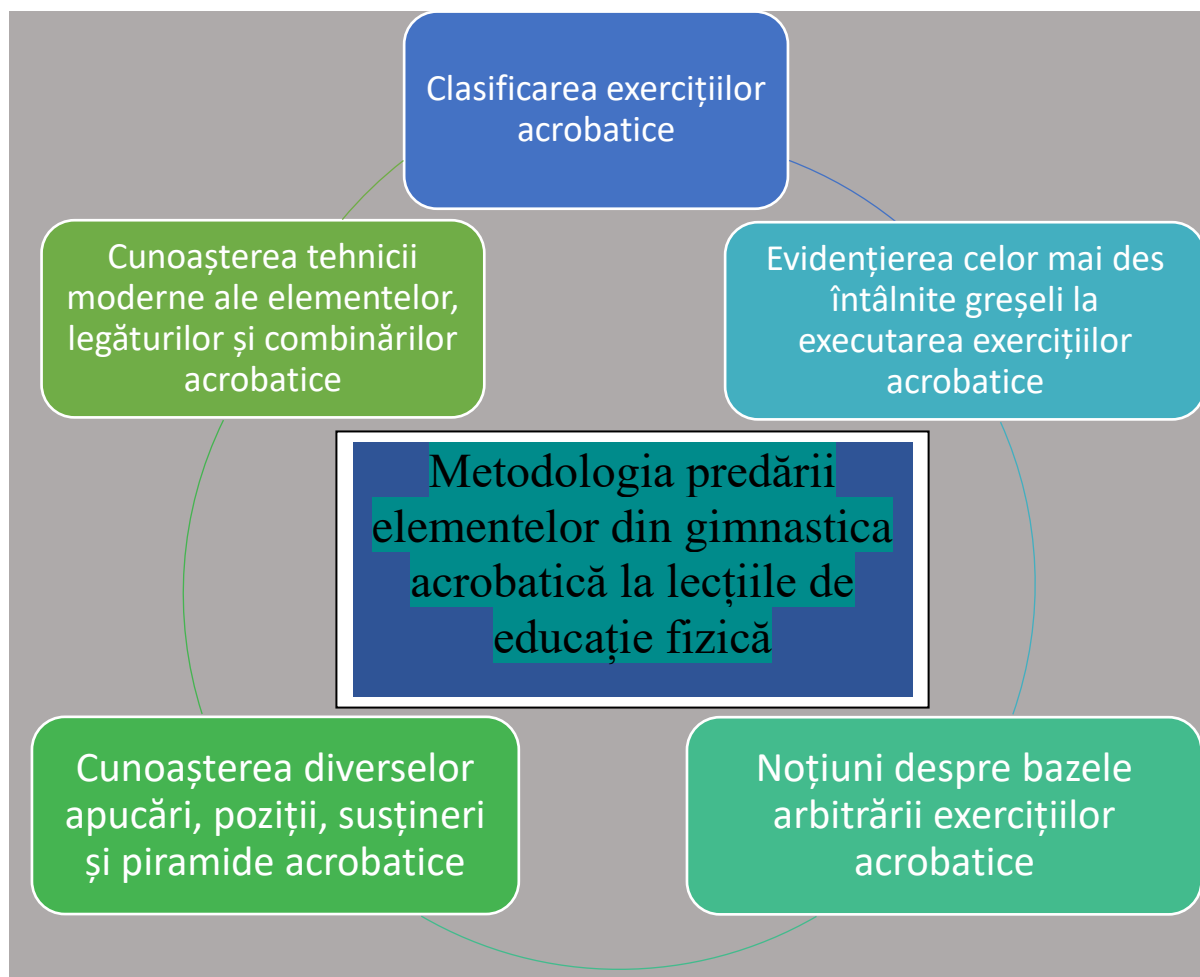 Clasificarea exercițiilor
acrobatice
Cunoașterea tehnicii
moderne ale elementelor,
legăturilor și combinărilor
acrobatice
Evidențierea celor mai des
întâlnite greșeli la
executarea exercițiilor
acrobatice
Metodologia predării
elementelor din gimnastica
acrobatică la lecțiile de
educație fizică
Cunoașterea diverselor
apucări, poziții, susțineri
și piramide acrobatice
Noțiuni despre bazele
arbitrării exercițiilor
acrobatice